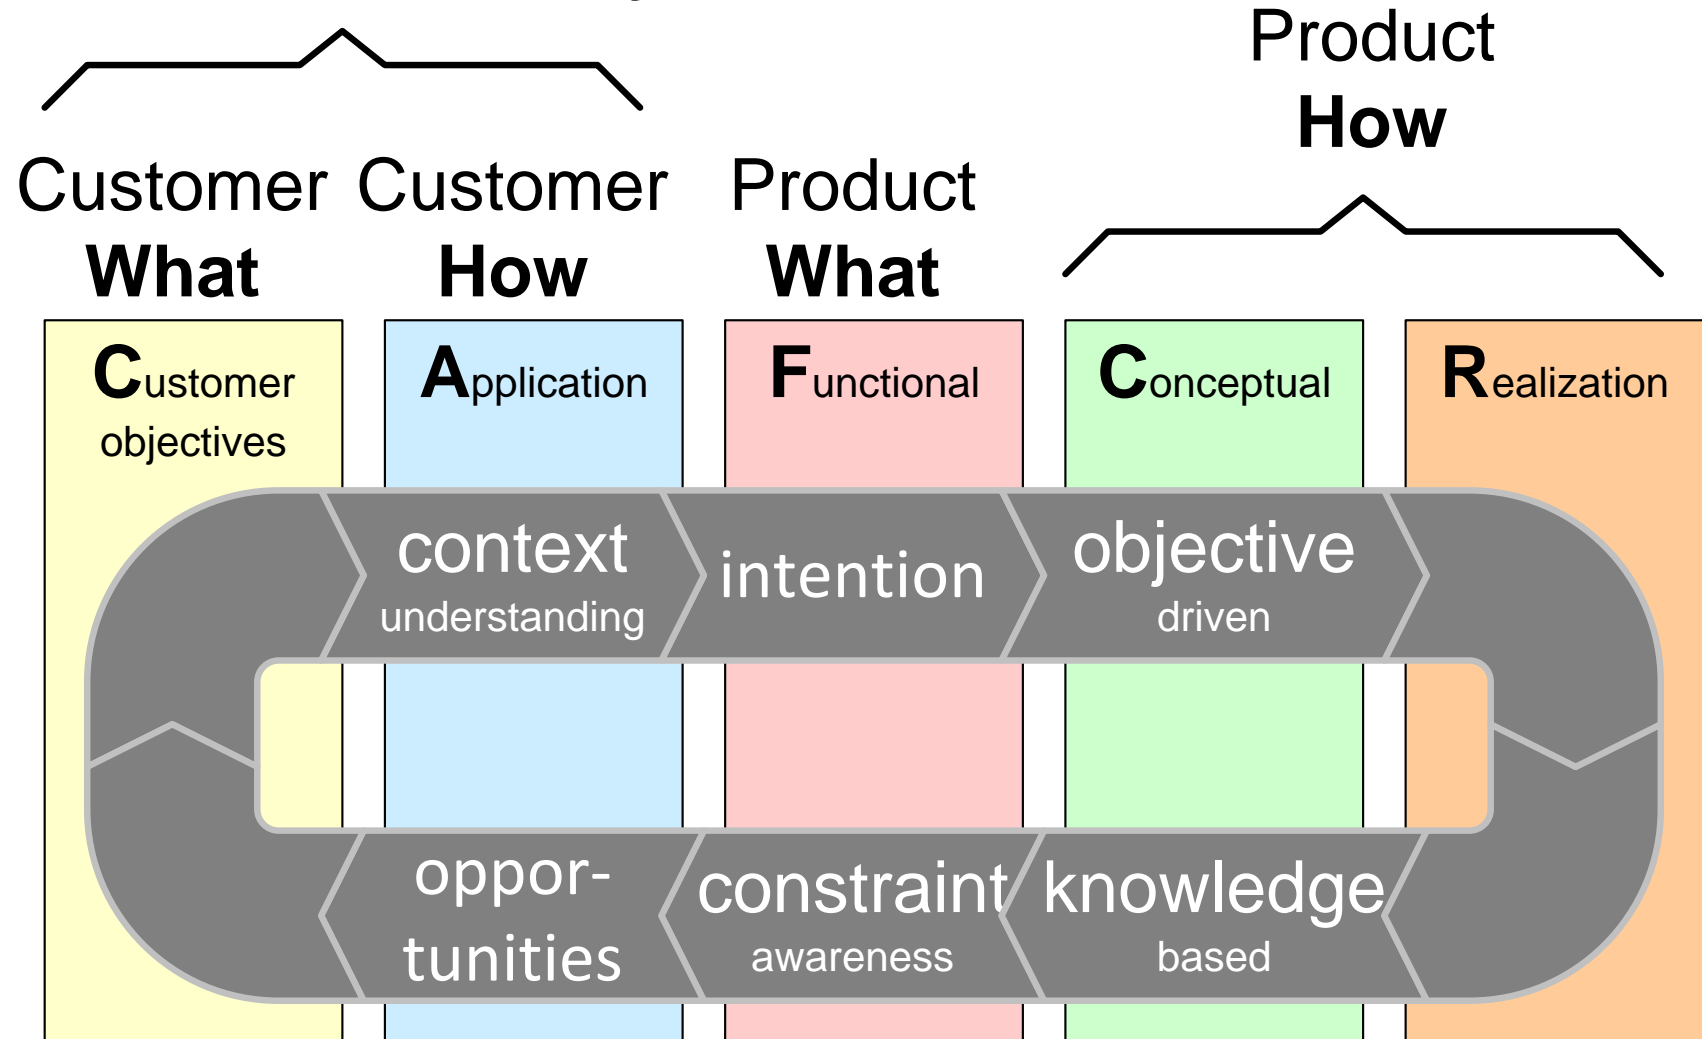 Product
How
Customer Customer Product
What How What
Customer Application Functional Conceptual Realization
objectives
context
understanding
intention
objective
driven
oppor-
tunities
constraint
awareness
knowledge
based